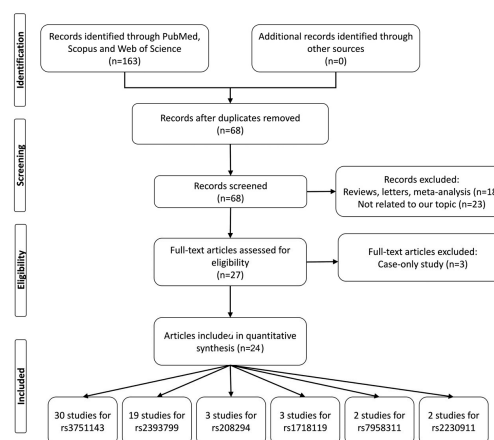 Identification
Records identified through PubMed,
Scopus and Web of Science
(n=163)
Additional records identified through
other sources
(n=0)
Records after duplicates removed
(n=68)
Screening
Records screened
(n=68)
Records excluded:
Reviews, letters, meta-analysis (n=18
Not related to our topic (n=23)
Eligibility
Full-text articles assessed for
eligibility
(n=27)
Full-text articles excluded:
Case-only study (n=3)
Articles included in quantitative
synthesis (n=24)
Included
30 studies for
rs3751143
19 studies for
rs2393799
3 studies for
rs208294
3 studies for
rs1718119
2 studies for
rs7958311
2 studies for
rs2230911